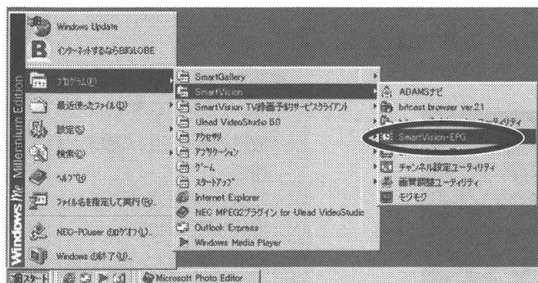 Windows Update
インターネットするならBIGLOBE
プログラム(P)
最近使ったファイル(D)
設定(S)
検索(C)
ヘルプ(H)
ファイル名を指定して実行(R)...
NEC-PCuser のログオフ(L)...
Windows の終了(U)...
Windows Me Millennium Edition
SmartGallery
SmartVision
SmartVision TV録画予約サービスクライアント
Ulead VideoStudio 5.0
アクセサリ
アプリケーション
ゲーム
スタートアップ
Internet Explorer
NEC MPEG2プラグイン for Ulead VideoStudio
Outlook Express
Windows Media Player
ADAMSナビ
bitcast browser ver.2.1
ユーティリティ
SmartVision-EPG
チャンネル設定ユーティリティ
画質調整ユーティリティ
モジモジ
スタート
Microsoft Photo Editor